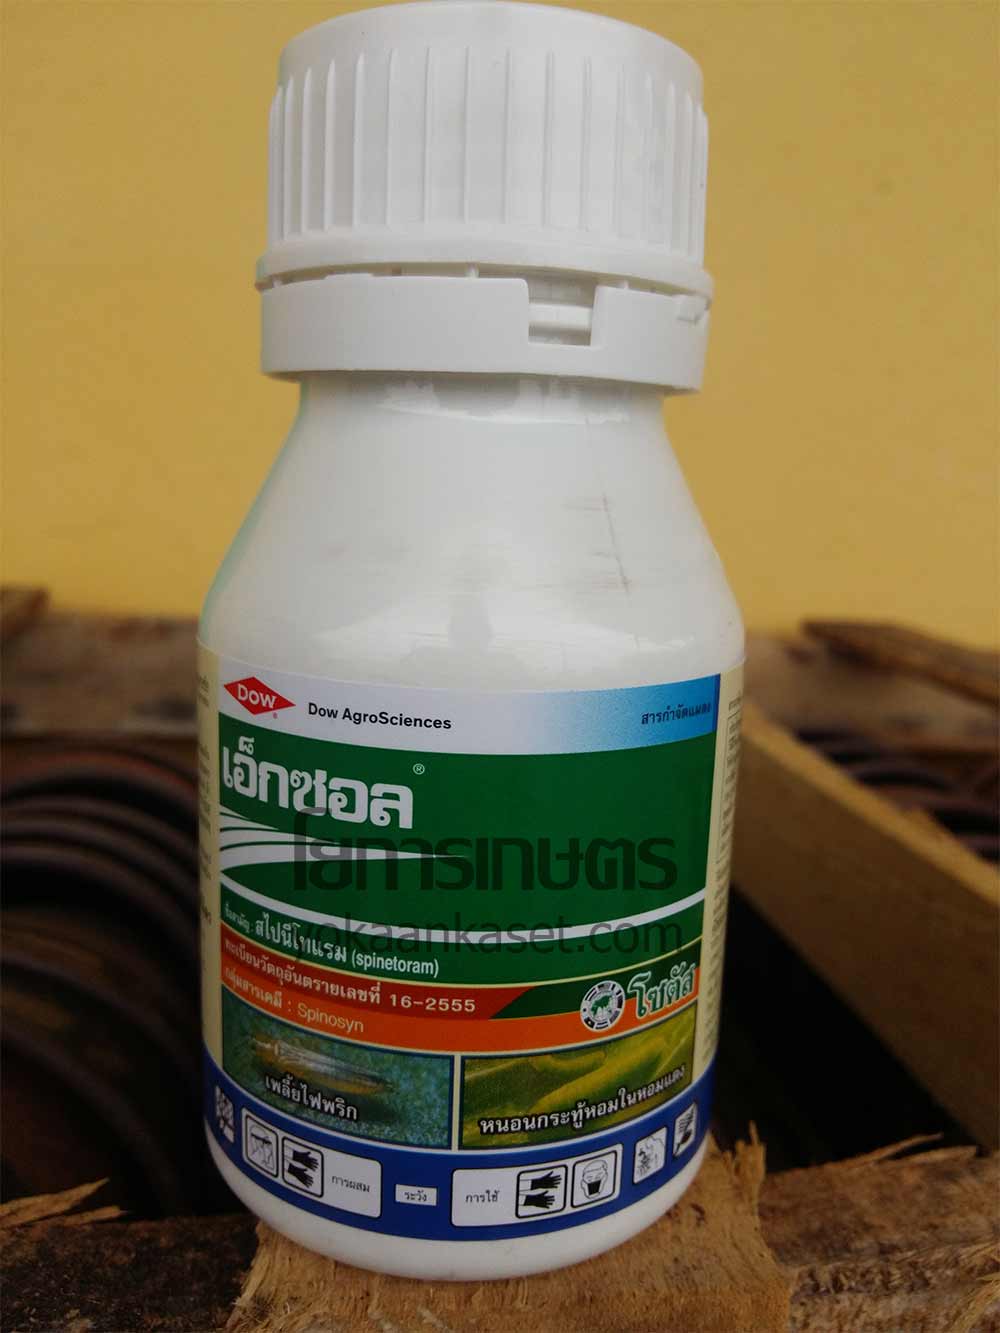 DOW
Dow AgroSciences
สารกำจัดแมลง
เอ็กซอล®
โยการเกษตร
yokaankaset.com
ชื่อสามัญ : สไปนีโทแรม (spinetoram)
ทะเบียนวัตถุอันตรายเลขที่ 16-2555
กลุ่มสารเคมี : Spinosyn
โซตัส
เพลี้ยไฟพริก
หนอนกระทู้หอมในหอมแดง
การผสม
ระวัง
การใช้